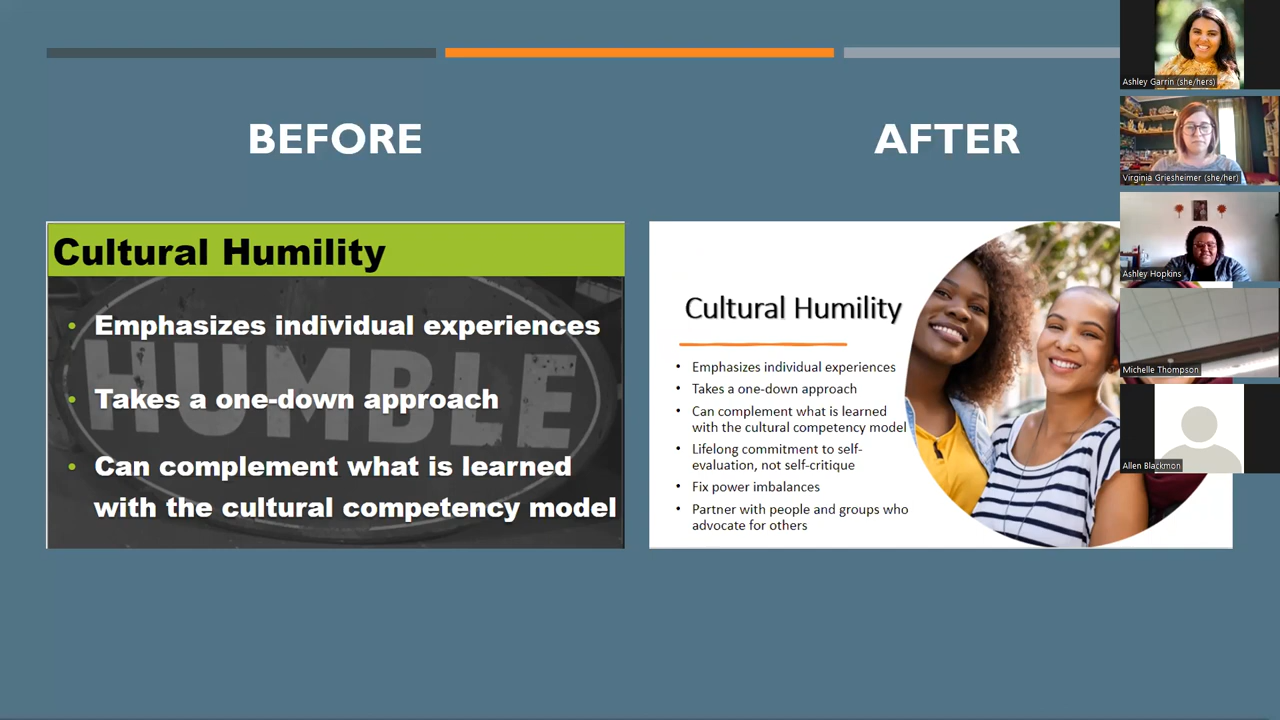 BEFORE
AFTER
Cultural Humility
HUMBLE
• Emphasizes individual experiences
• Takes a one-down approach
• Can complement what is learned
with the cultural competency model
Cultural Humility
• Emphasizes individual experiences
• Takes a one-down approach
• Can complement what is learned
with the cultural competency model
• Lifelong commitment to self-
evaluation, not self-critique
• Fix power imbalances
• Partner with people and groups who
advocate for others
Ashley Garrin (she/hers)
Virginia Griesheimer (she/her)
Ashley Hopkins
Michelle Thompson
Allen Blackmon